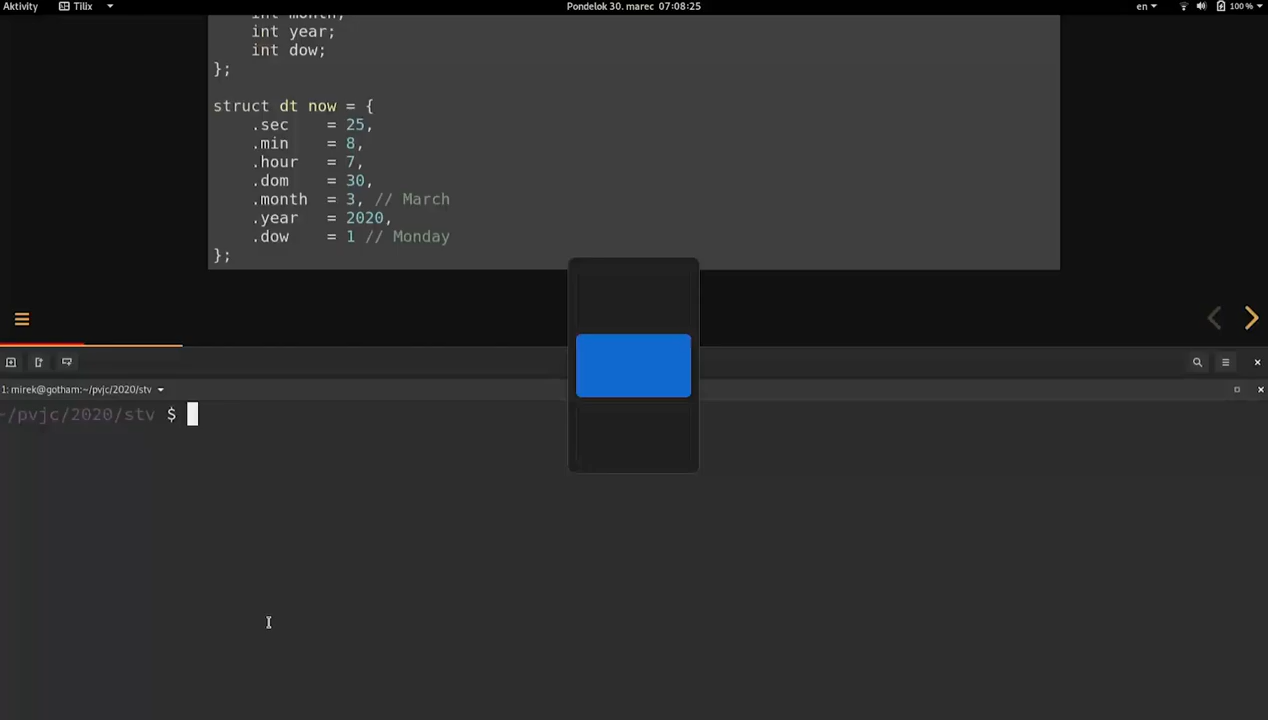 Aktivity Tilix Pondelok 30. marec 07:08:25 en 100 %
int month;
int year;
int dow;
};
struct dt now = {
.sec = 25,
.min = 8,
.hour = 7,
.dom = 30,
.month = 3, // March
.year = 2020,
.dow = 1 // Monday
};
1: mirek@gotham:~/pvjc/2020/stv
~/pvjc/2020/stv $